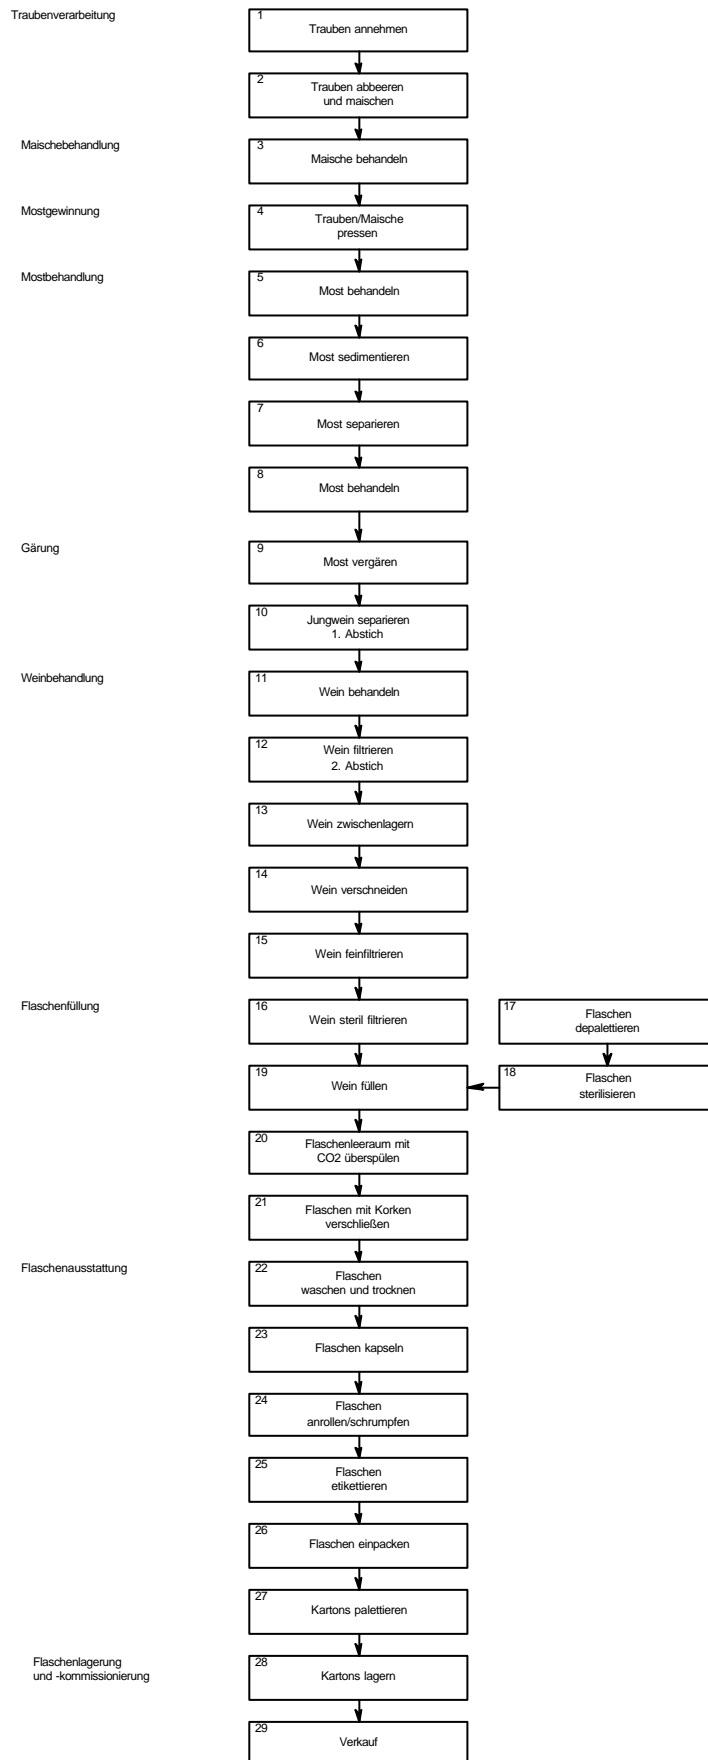 Traubenverarbeitung
1
Trauben annehmen
2
Trauben abbeeren
und maischen
Maischebehandlung
3
Maische behandeln
Mostgewinnung
4
Trauben/Maische
pressen
Mostbehandlung
5
Most behandeln
6
Most sedimentieren
7
Most separieren
8
Most behandeln
Gärung
9
Most vergären
10
Jungwein separieren
1. Abstich
Weinbehandlung
11
Wein behandeln
12
Wein filtrieren
2. Abstich
13
Wein zwischenlagern
14
Wein verschneiden
15
Wein feinfiltrieren
Flaschenfüllung
16
Wein steril filtrieren
17
Flaschen
depalettieren
18
Flaschen
sterilisieren
19
Wein füllen
20
Flaschenleeraum mit
CO2 überspülen
21
Flaschen mit Korken
verschließen
Flaschenausstattung
22
Flaschen
waschen und trocknen
23
Flaschen kapseln
24
Flaschen
anrollen/schrumpfen
25
Flaschen
etikettieren
26
Flaschen einpacken
27
Kartons palettieren
Flaschenlagerung
und -kommissionierung
28
Kartons lagern
29
Verkauf